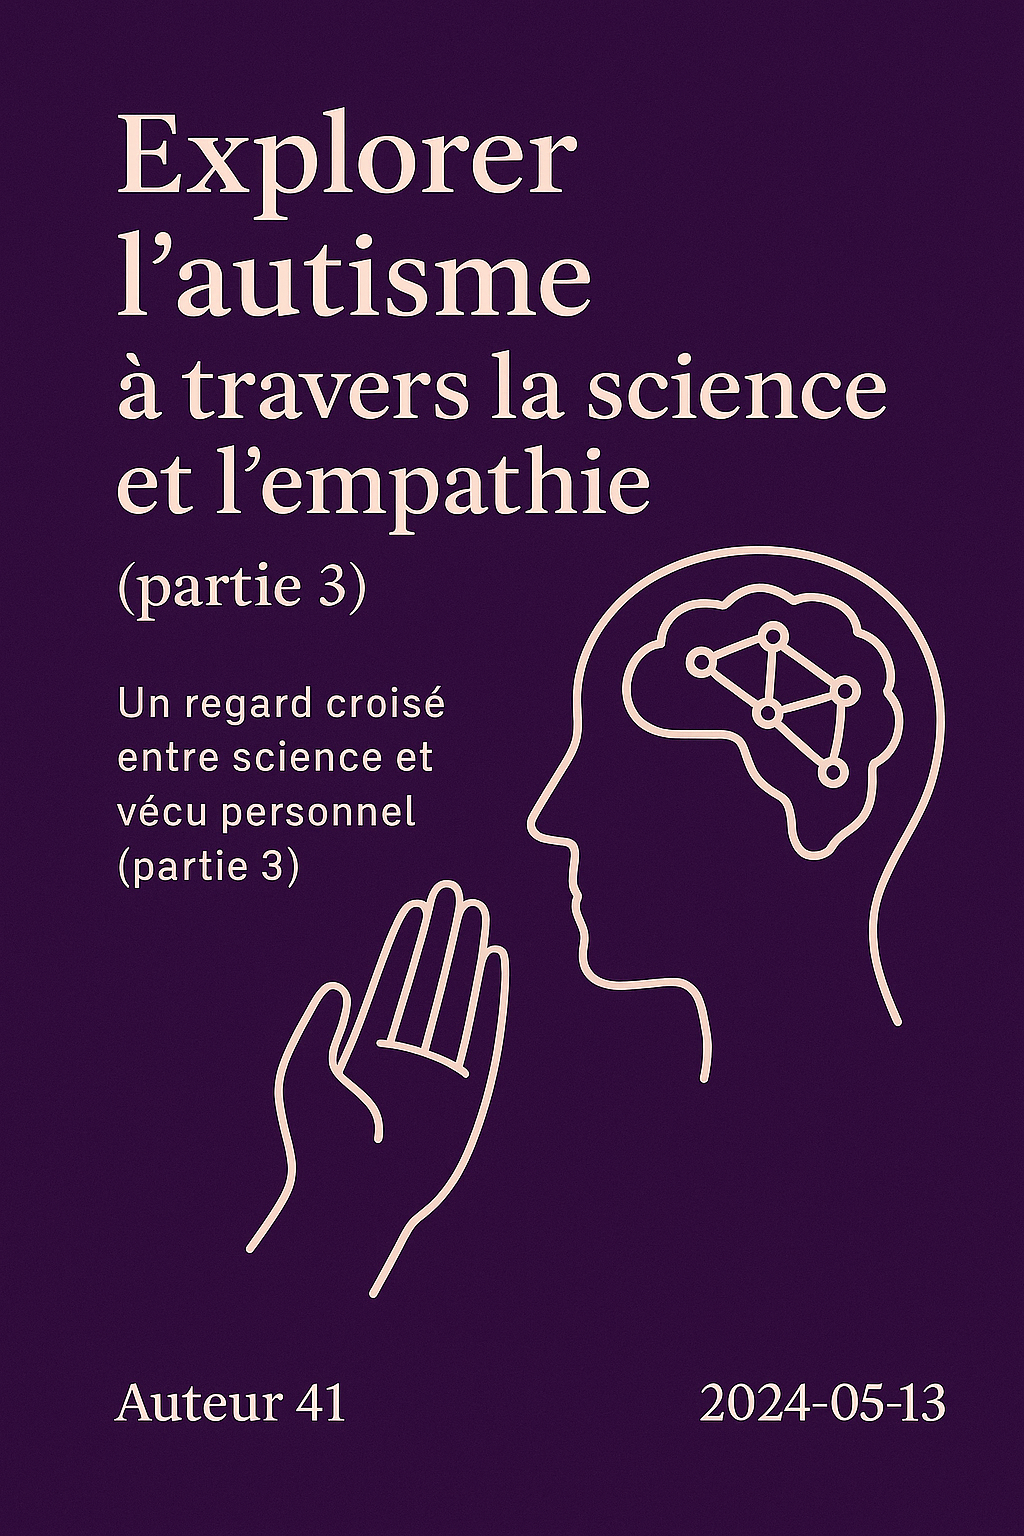 Explorer
l’autisme
à travers la science
et l’empathie
(partie 3)
Un regard croisé
entre science et
vécu personnel
(partie 3)
Auteur 41
2024-05-13